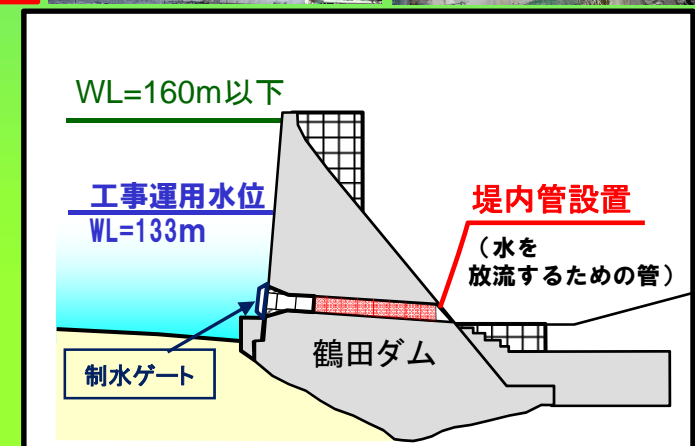 WL=160m以下
工事運用水位
WL=133m
堤内管設置
（水を
放流するための管）
鶴田ダム
制水ゲート